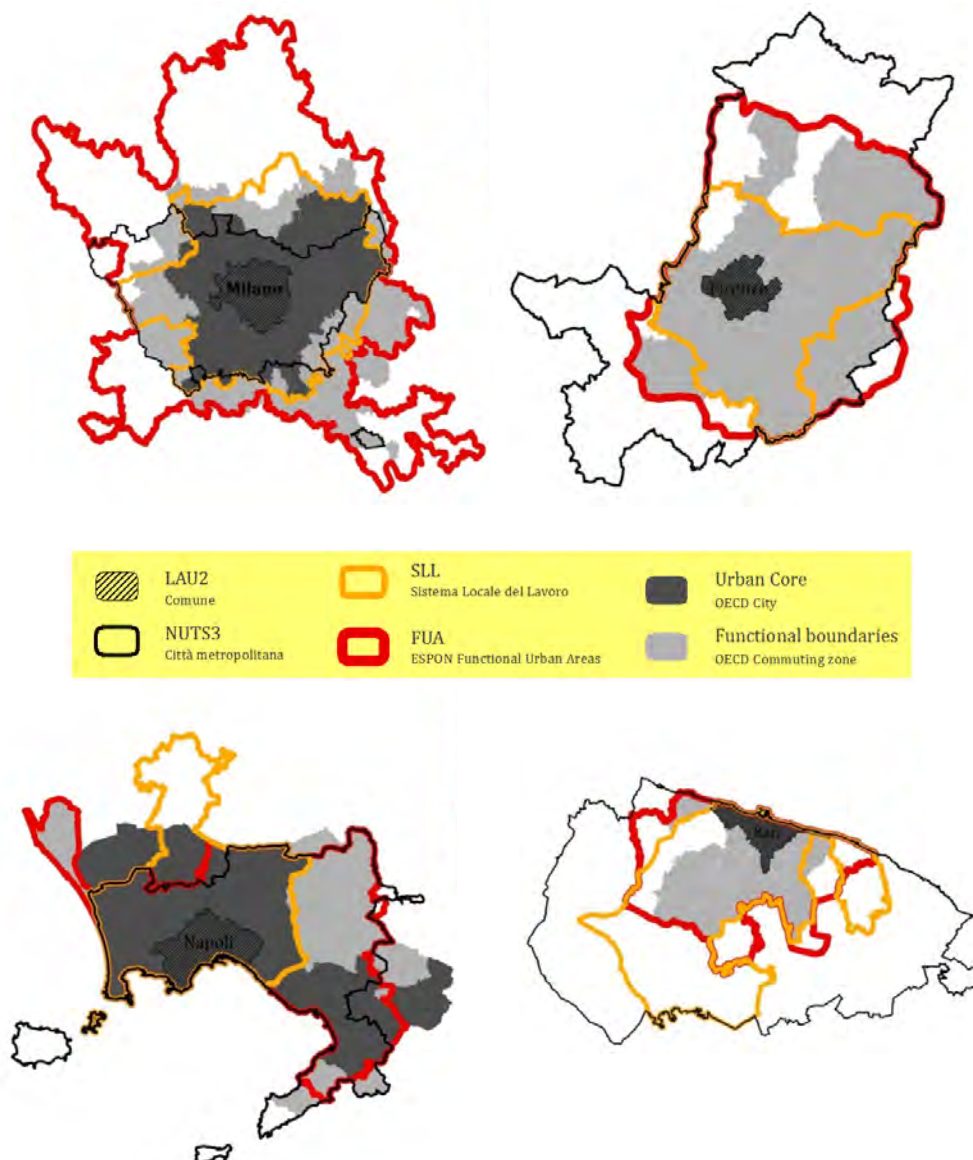 Milano
Firenze
LAU2
Comune
SLL
Sistema Locale del Lavoro
Urban Core
OECD City
NUTS3
Città metropolitana
FUA
ESPON Functional Urban Areas
Functional boundaries
OECD Commuting zone
Napoli
Bari